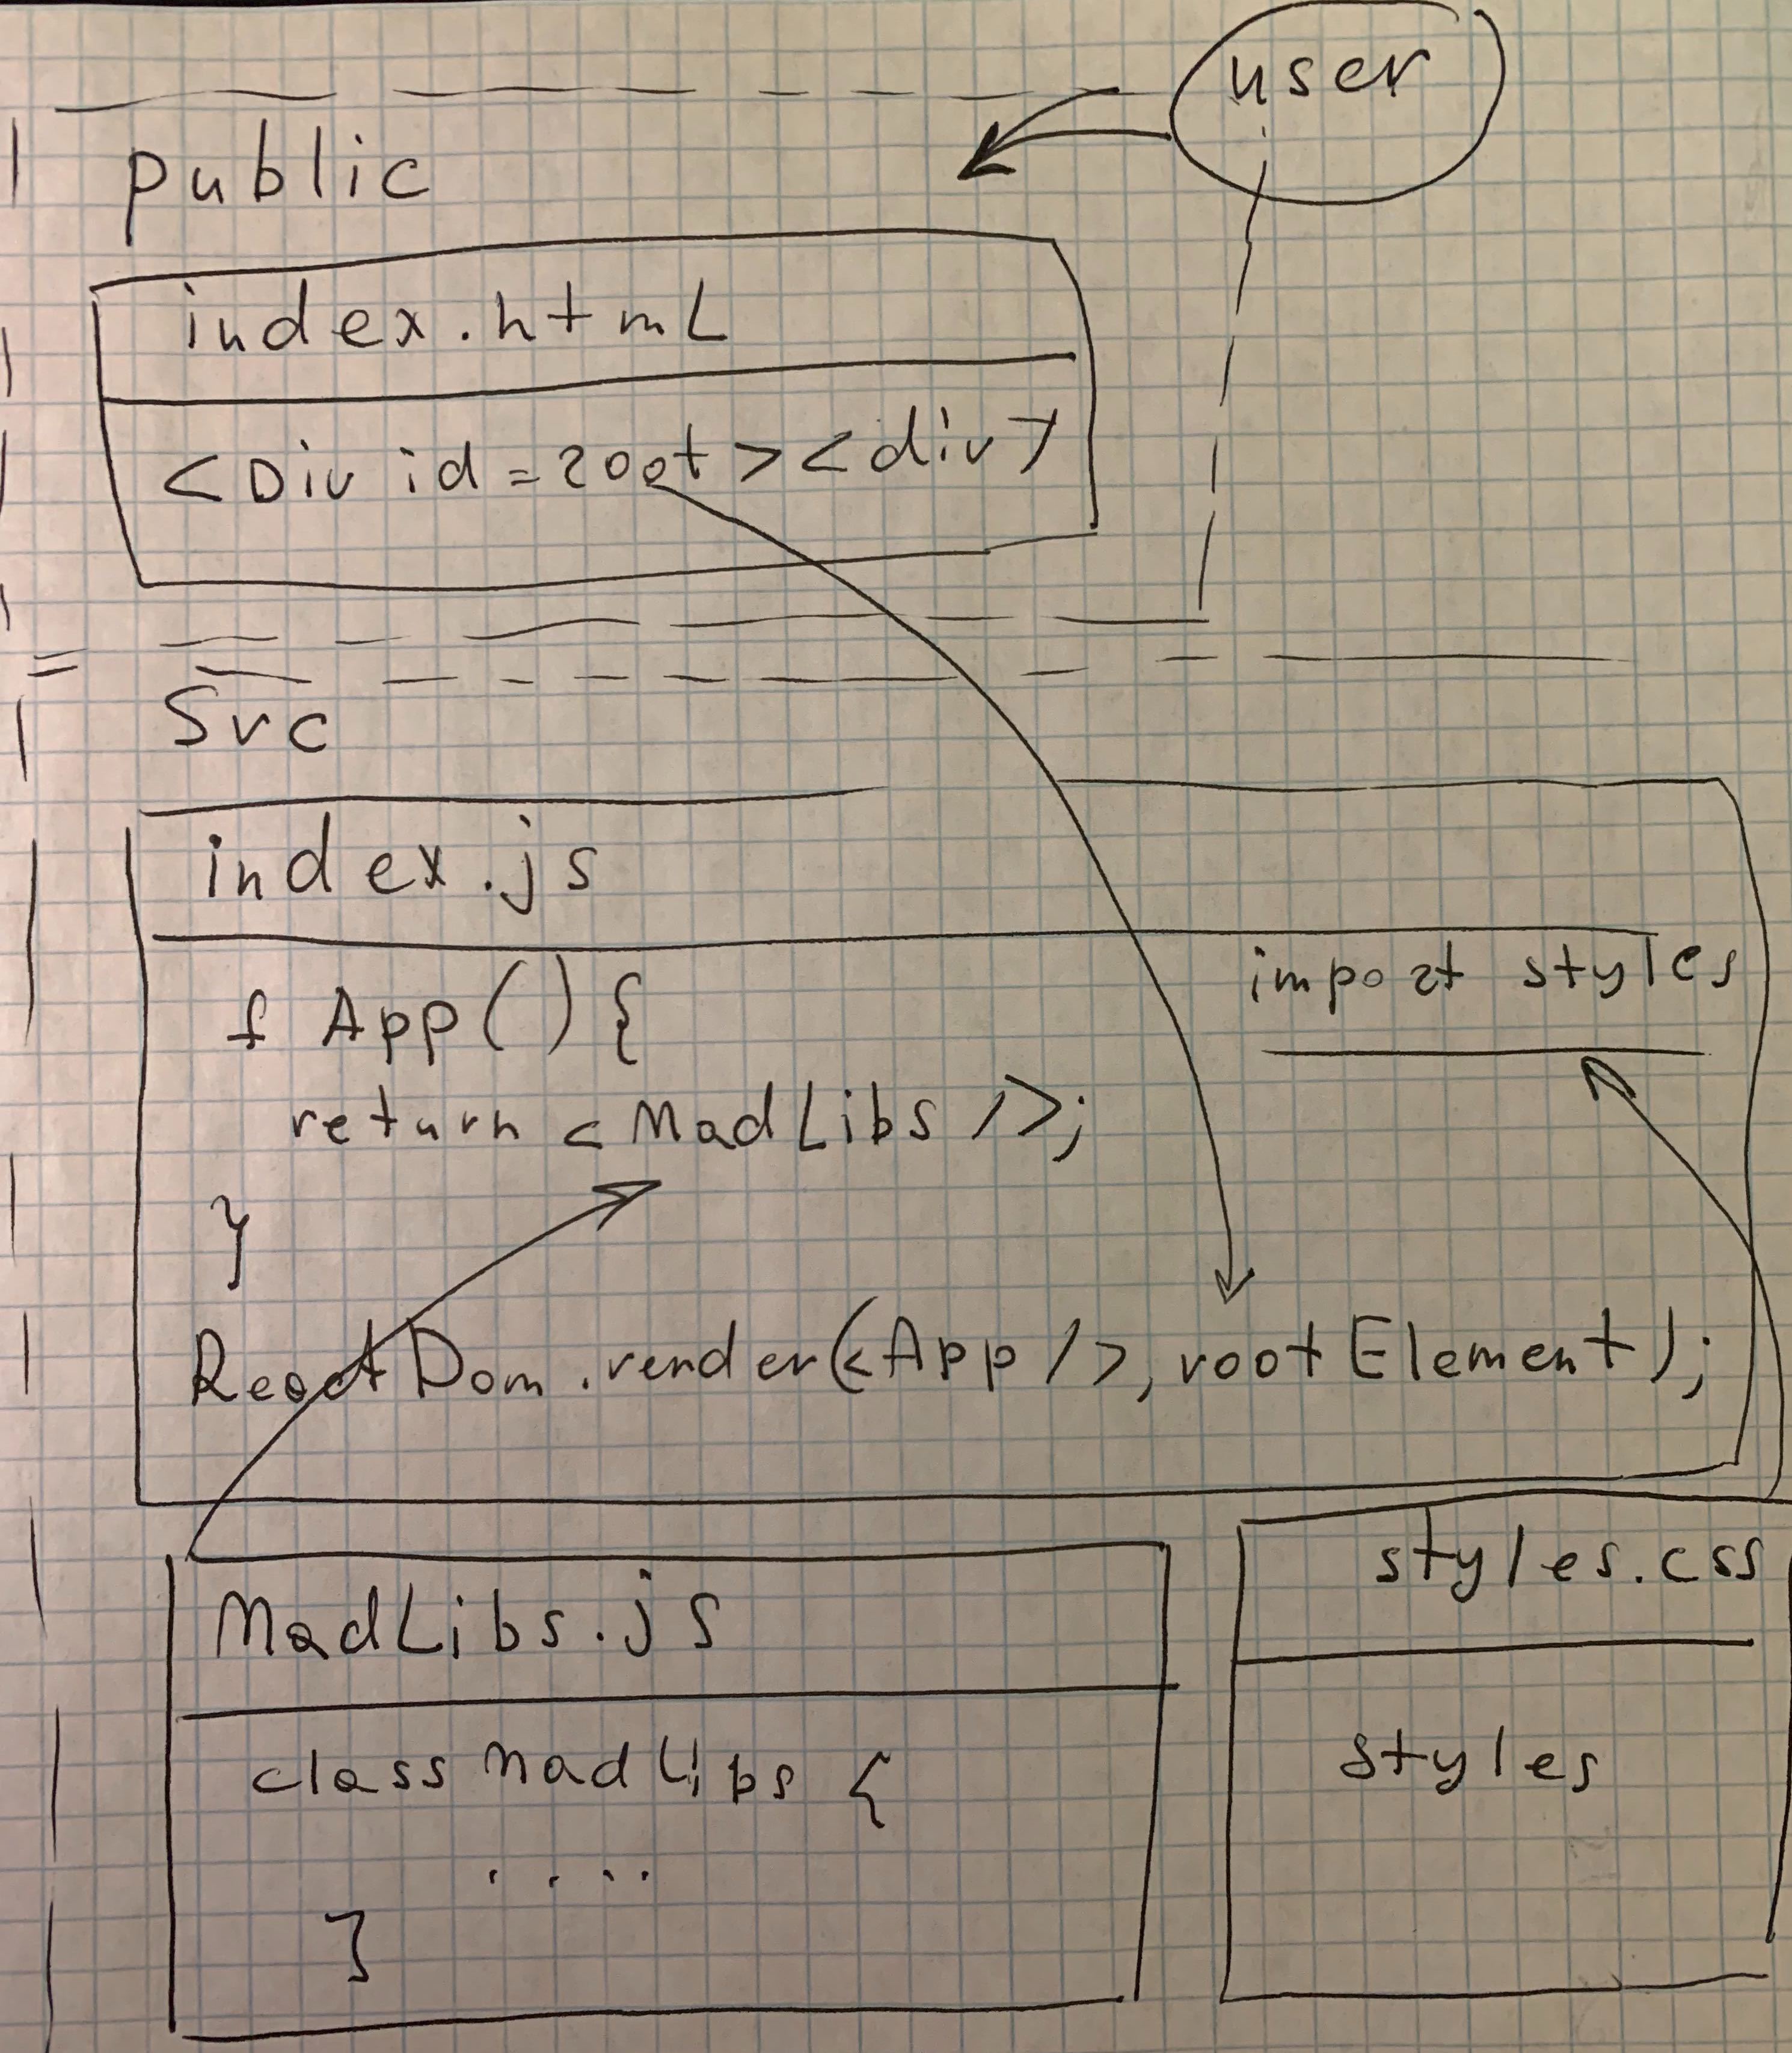 user
public
index.html
<Div id=root><div>
Src
index.js
import styles
f App(){
return <MadLibs />;
}
ReactDom.render(<App />, rootElement);
MadLibs.js
class MadLibs {
....
}
styles.css
styles